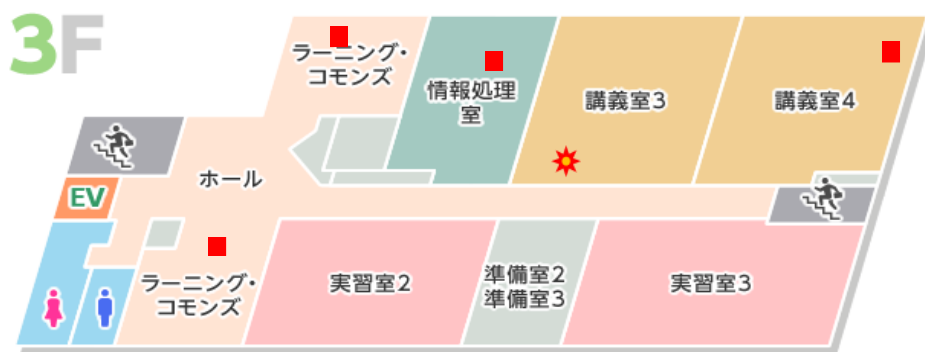 3F
ラーニング・
コモンズ
情報処理
室
講義室3
講義室4
ホール
EV
ラーニング・
コモンズ
実習室2
準備室2
準備室3
実習室3